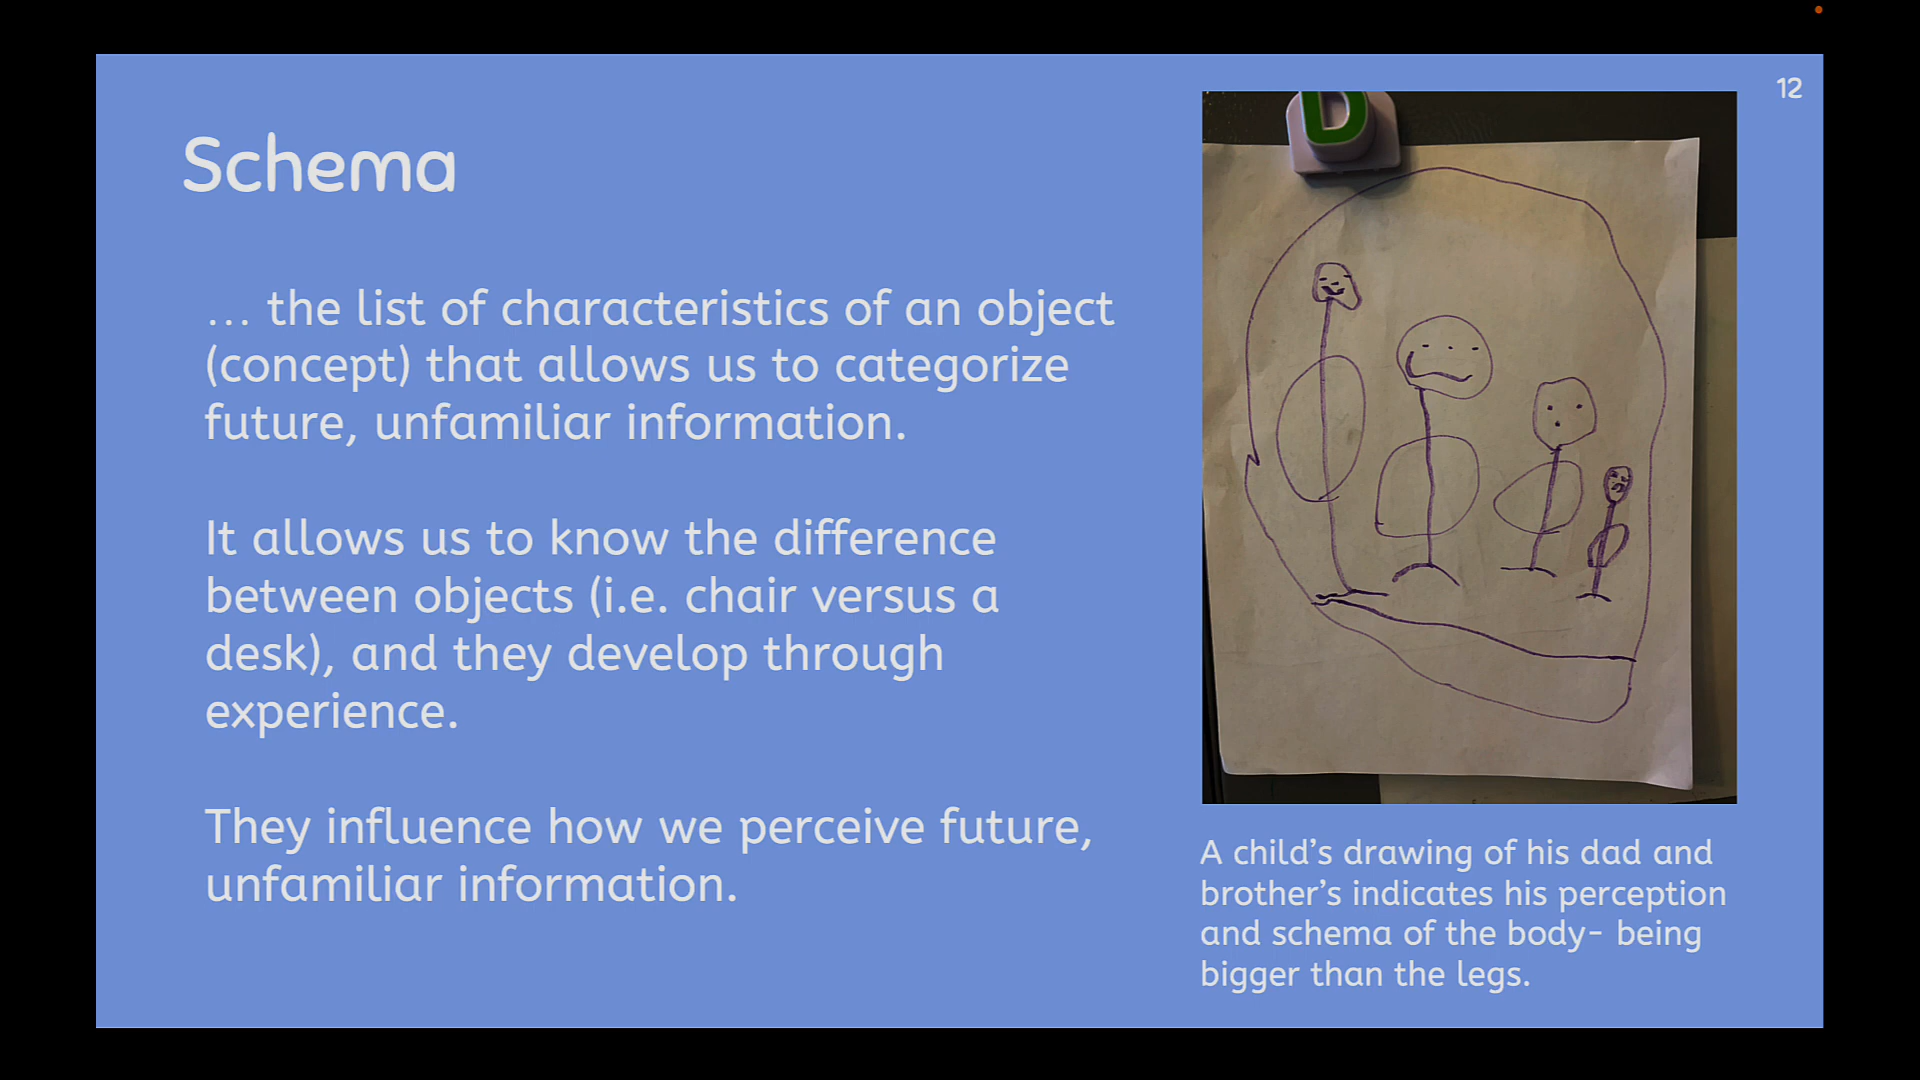 12
Schema
... the list of characteristics of an object
(concept) that allows us to categorize
future, unfamiliar information.
It allows us to know the difference
between objects (i.e. chair versus a
desk), and they develop through
experience.
They influence how we perceive future,
unfamiliar information.
D
A child’s drawing of his dad and
brother’s indicates his perception
and schema of the body- being
bigger than the legs.